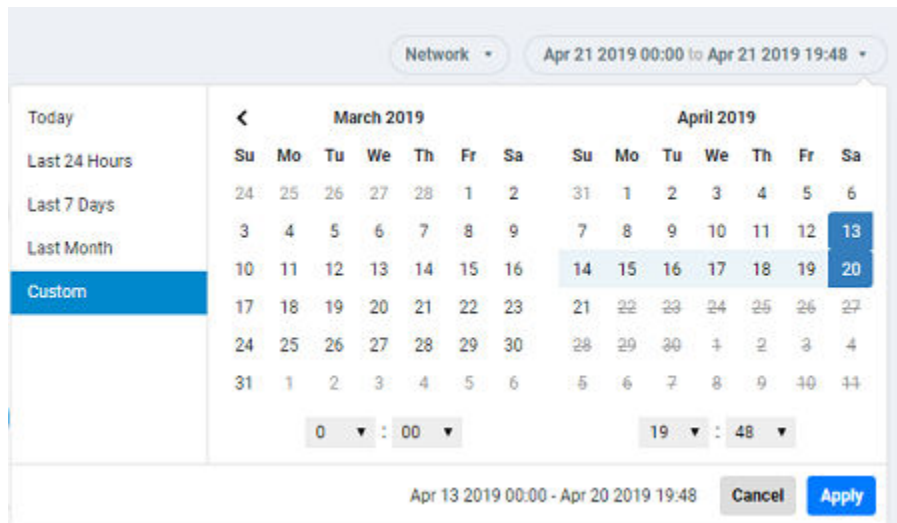 Network Apr 21 2019 00:00 to Apr 21 2019 19:48
Today
Last 24 Hours
Last 7 Days
Last Month
Custom
March 2019
Su Mo Tu We Th Fr Sa
24 25 26 27 28 1 2
3 4 5 6 7 8 9
10 11 12 13 14 15 16
17 18 19 20 21 22 23
24 25 26 27 28 29 30
31 1 2 3 4 5 6
0 : 00
April 2019
Su Mo Tu We Th Fr Sa
31 1 2 3 4 5 6
7 8 9 10 11 12 13
14 15 16 17 18 19 20
21 22 23 24 25 26 27
28 29 30 1 2 3 4
5 6 7 8 9 10 11
19 : 48
Apr 13 2019 00:00 - Apr 20 2019 19:48 Cancel Apply